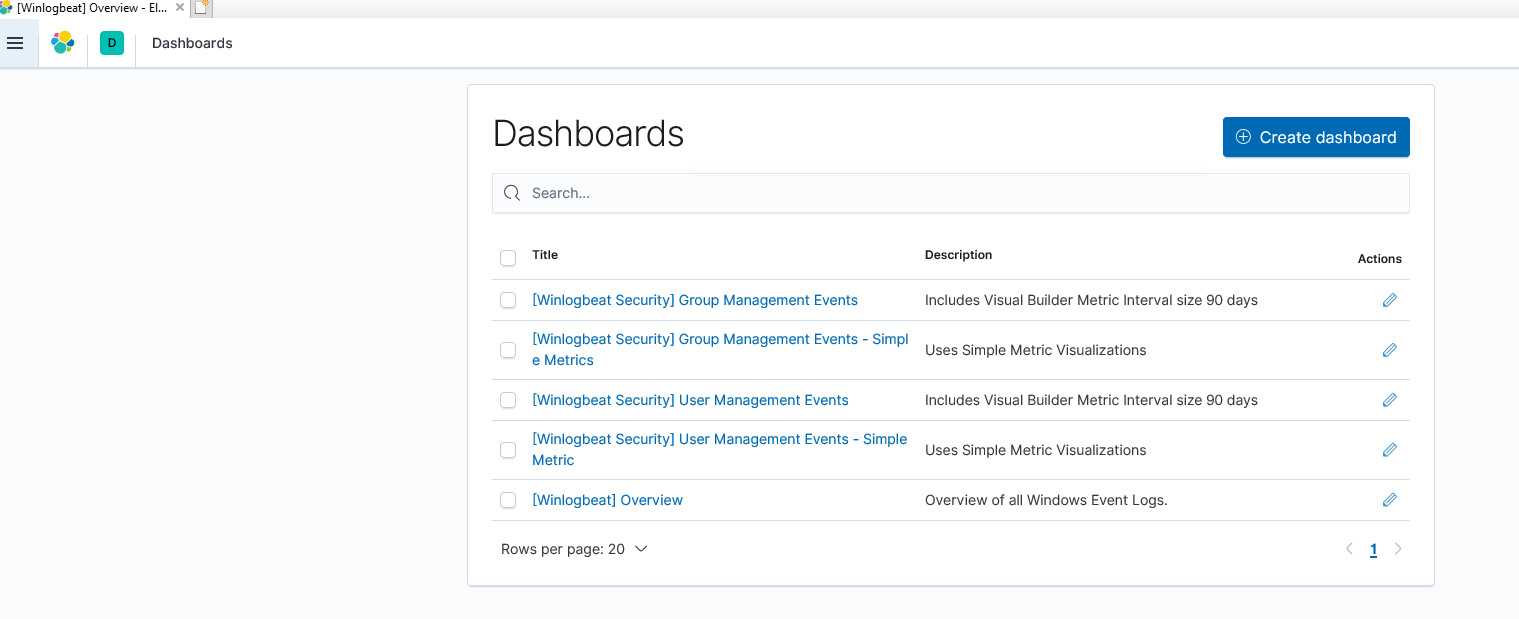 [Winlogbeat] Overview - El...
D
Dashboards
Dashboards
Create dashboard
Search...
Title
Description
Actions
[Winlogbeat Security] Group Management Events
Includes Visual Builder Metric Interval size 90 days
[Winlogbeat Security] Group Management Events - Simpl
e Metrics
Uses Simple Metric Visualizations
[Winlogbeat Security] User Management Events
Includes Visual Builder Metric Interval size 90 days
[Winlogbeat Security] User Management Events - Simple
Metric
Uses Simple Metric Visualizations
[Winlogbeat] Overview
Overview of all Windows Event Logs.
Rows per page: 20
1